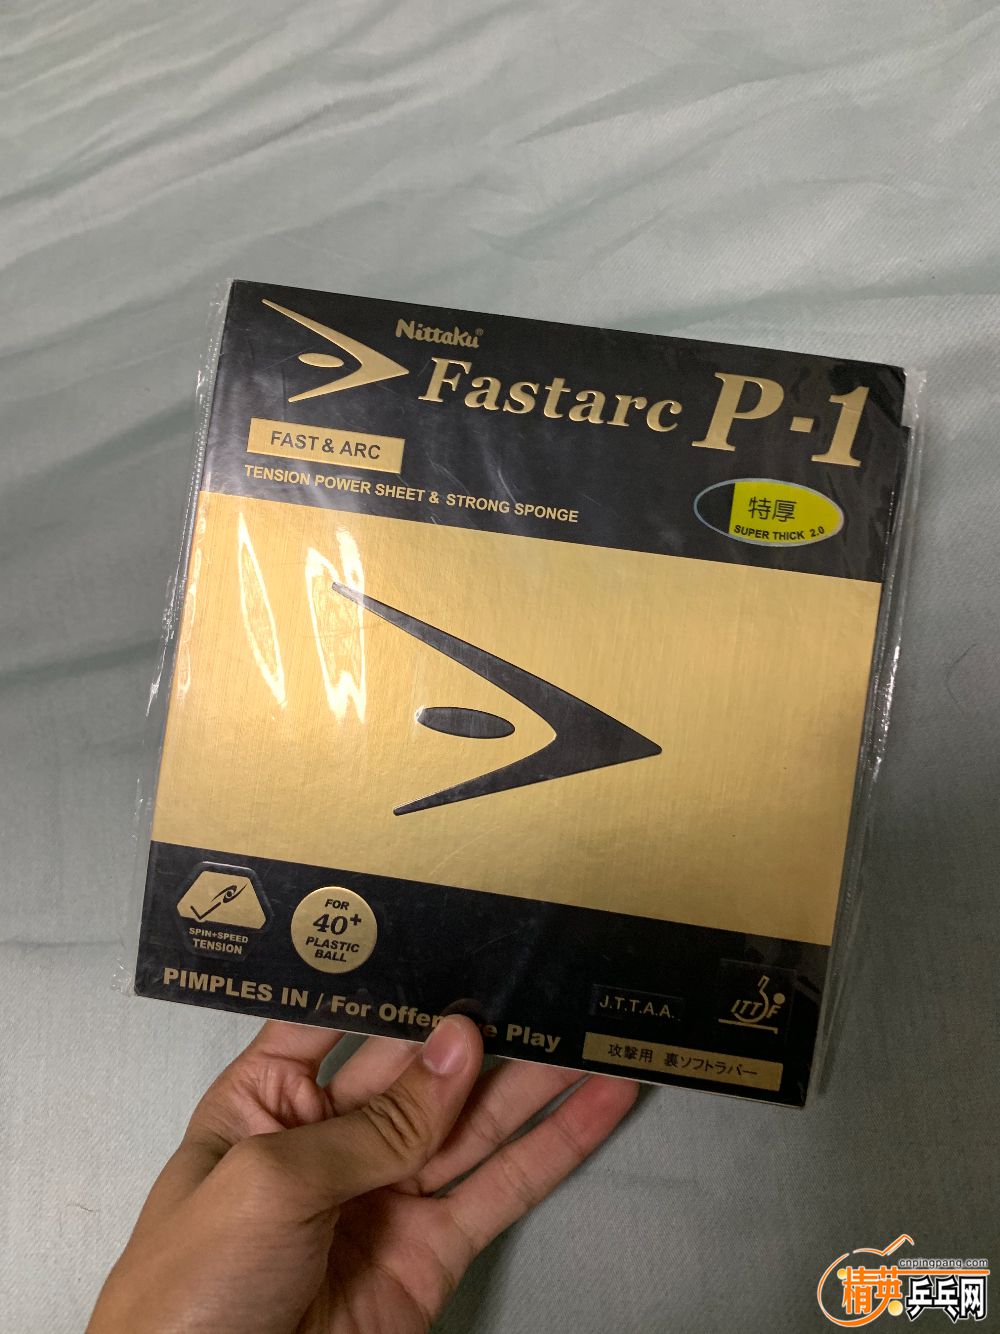 Nittaku®
Fastarc P-1
FAST & ARC
TENSION POWER SHEET & STRONG SPONGE
特厚
SUPER THICK 2.0
SPIN+SPEED
TENSION
FOR
40+
PLASTIC
BALL
PIMPLES IN / For Offen e Play
J.T.T.A.A.
ITTF
攻撃用 裏ソフトラバー
cnpingpang.com
精英乒乓网